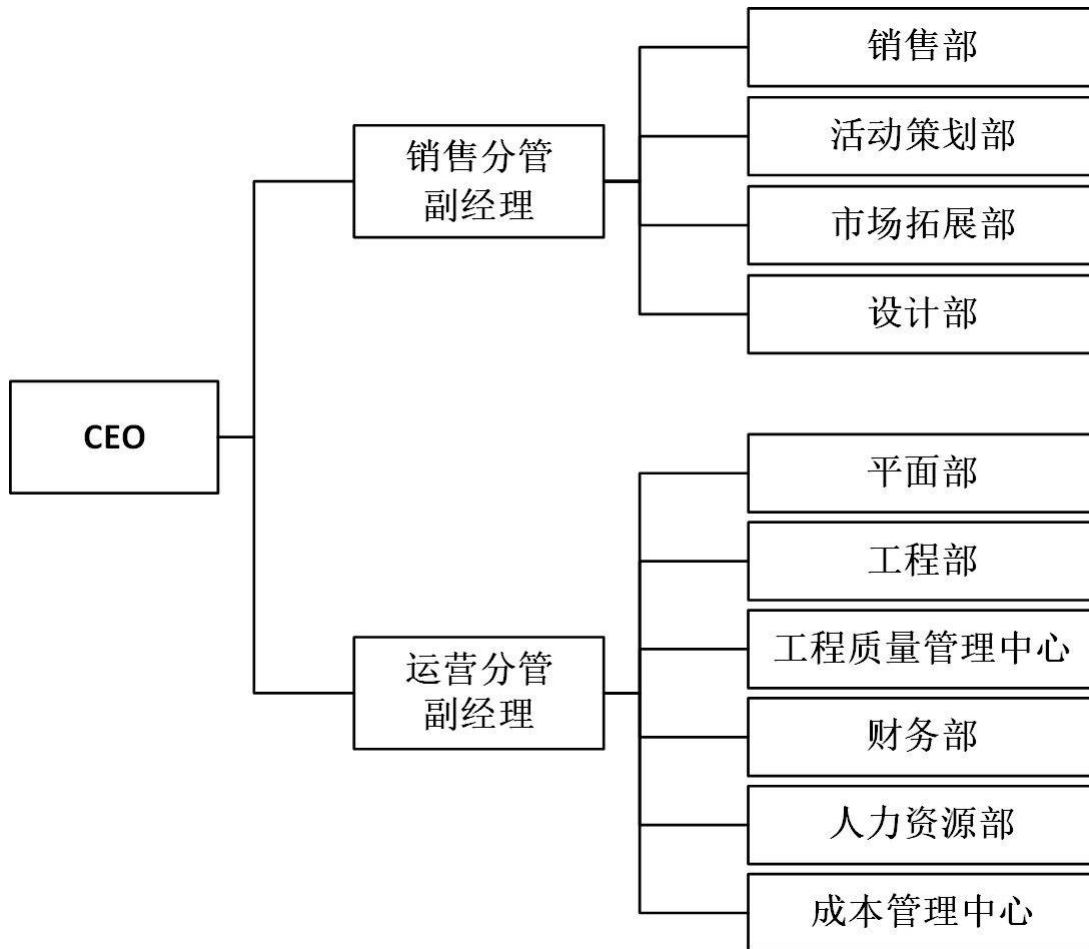 CEO
销售分管
副经理
销售部
活动策划部
市场拓展部
设计部
运营分管
副经理
平面部
工程部
工程质量管理中心
财务部
人力资源部
成本管理中心